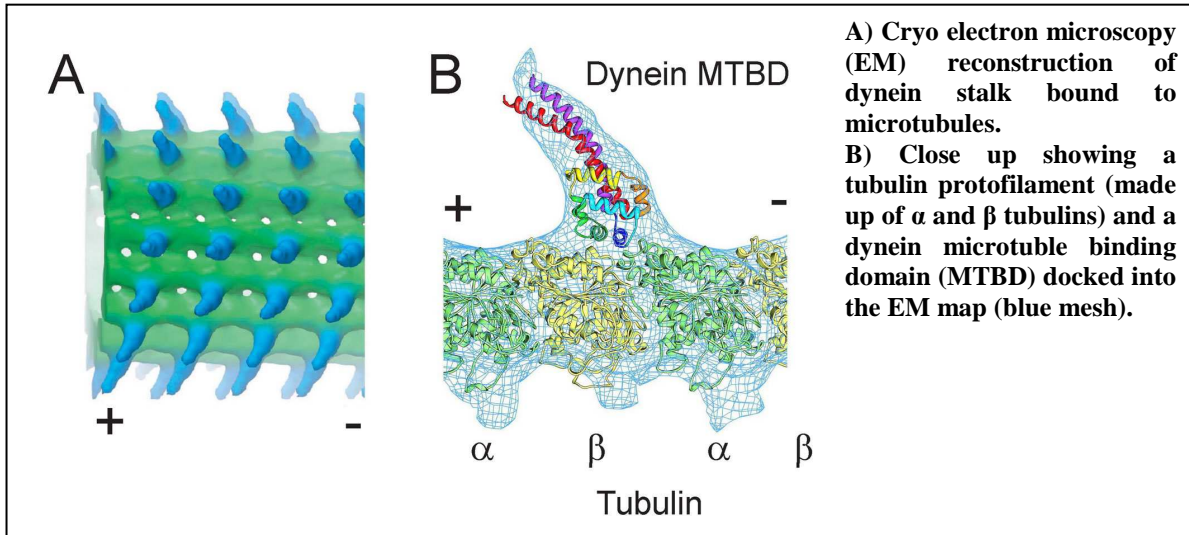 A
+ -
B
Dynein MTBD
+ -
α β α β
Tubulin
A) Cryo electron microscopy
(EM) reconstruction of
dynein stalk bound to
microtubules.
B) Close up showing a
tubulin protofilament (made
up of α and β tubulins) and a
dynein microtuble binding
domain (MTBD) docked into
the EM map (blue mesh).